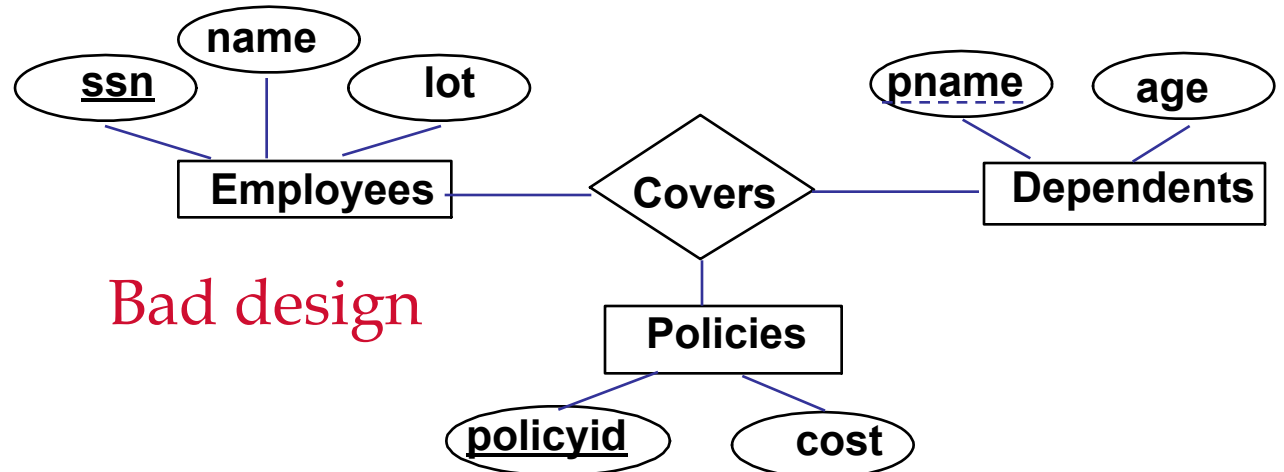 name
ssn
lot
pname
age
Employees
Covers
Dependents
Bad design
Policies
policyid
cost